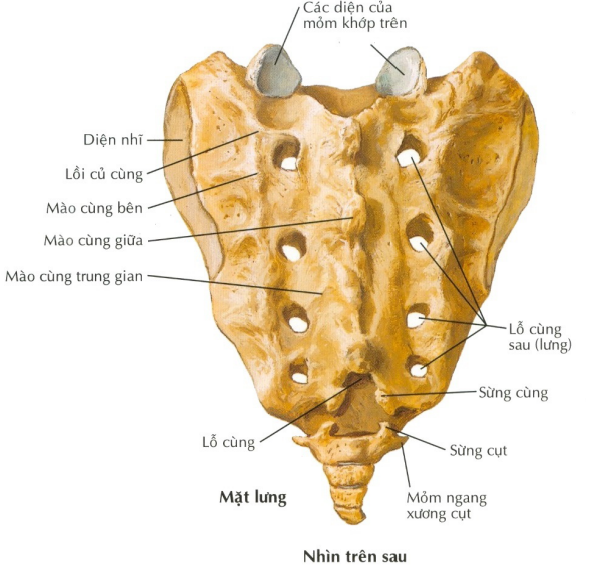 Các diện của
mỏm khớp trên
Diện nhĩ
Lồi củ cùng
Mào cùng bên
Mào cùng giữa
Mào cùng trung gian
Lỗ cùng
sau (lưng)
Sừng cùng
Lỗ cùng
Sừng cụt
Mặt lưng
Mỏm ngang
xương cụt
Nhìn trên sau